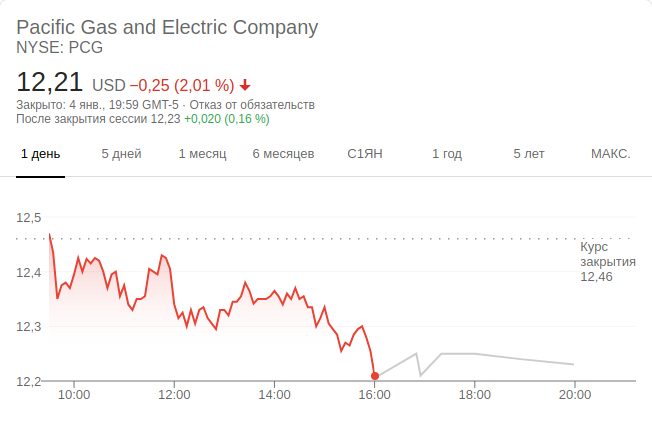 Pacific Gas and Electric Company
NYSE: PCG
12,21 USD −0,25 (2,01 %)
Закрыто: 4 янв., 19:59 GMT-5 · Отказ от обязательств
После закрытия сессии 12,23 +0,020 (0,16 %)
1 день 5 дней 1 месяц 6 месяцев С1ЯН 1 год 5 лет МАКС.
12,5
Курс
закрытия
12,46
12,4
12,3
12,2
10:00 12:00 14:00 16:00 18:00 20:00